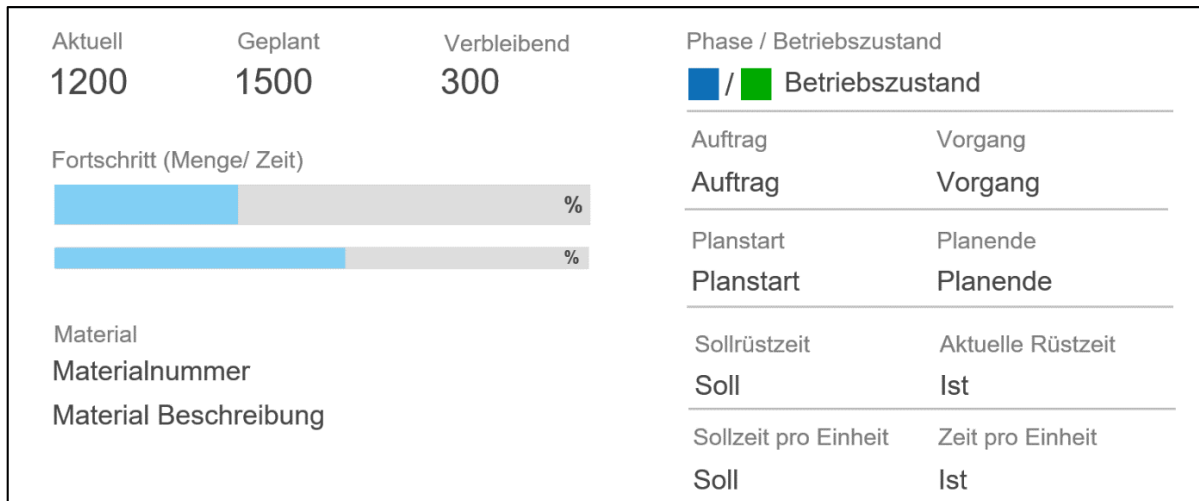 Aktuell Geplant Verbleibend
1200 1500 300
Fortschritt (Menge/ Zeit)
%
%
Material
Materialnummer
Material Beschreibung
Phase / Betriebszustand
/ Betriebszustand
Auftrag Vorgang
Auftrag Vorgang
Planstart Planende
Planstart Planende
Sollrüstzeit Aktuelle Rüstzeit
Soll Ist
Sollzeit pro Einheit Zeit pro Einheit
Soll Ist